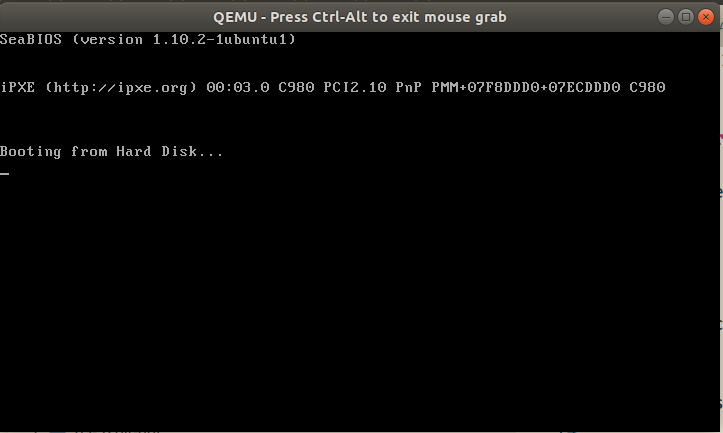 QEMU - Press Ctrl-Alt to exit mouse grab
SeaBIOS (version 1.10.2-1ubuntu1)
iPXE (http://ipxe.org) 00:03.0 C980 PCI2.10 PnP PMM+07F8DDD0+07ECDDD0 C980
Booting from Hard Disk...
_